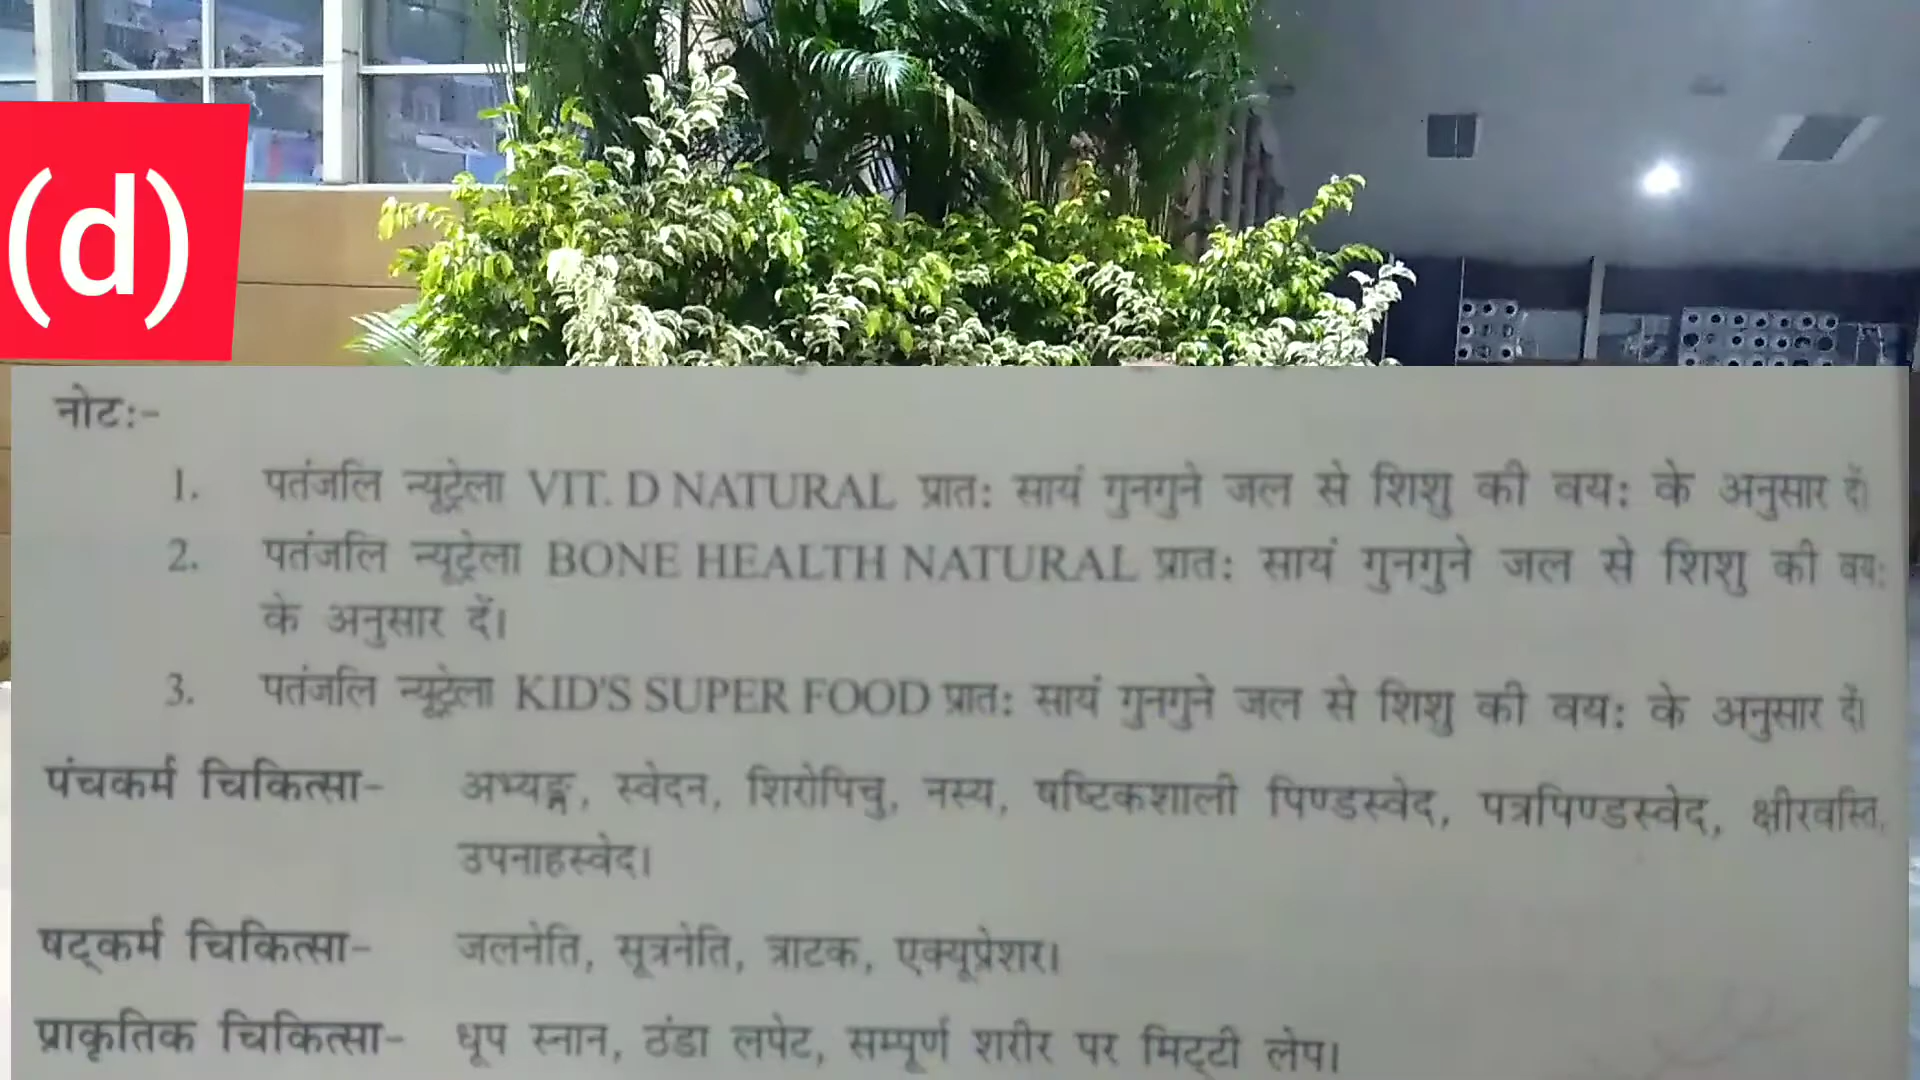 (d)
नोट:-
1. पतंजलि न्यूट्रेला VIT. D NATURAL प्रात: सायं गुनगुने जल से शिशु की वय: के अनुसार दें।
2. पतंजलि न्यूट्रेला BONE HEALTH NATURAL प्रात: सायं गुनगुने जल से शिशु की वय:
के अनुसार दें।
3. पतंजलि न्यूट्रेला KID'S SUPER FOOD प्रात: सायं गुनगुने जल से शिशु की वय: के अनुसार दें।
पंचकर्म चिकित्सा- अभ्यङ्ग, स्वेदन, शिरोपिचु, नस्य, षष्टिकशाली पिण्डस्वेद, पत्रपिण्डस्वेद, क्षीरवस्ति,
उपनाहस्वेद।
षट्कर्म चिकित्सा- जलनेति, सूत्रनेति, त्राटक, एक्यूप्रेशर।
प्राकृतिक चिकित्सा- धूप स्नान, ठंडा लपेट, सम्पूर्ण शरीर पर मिट्टी लेप।